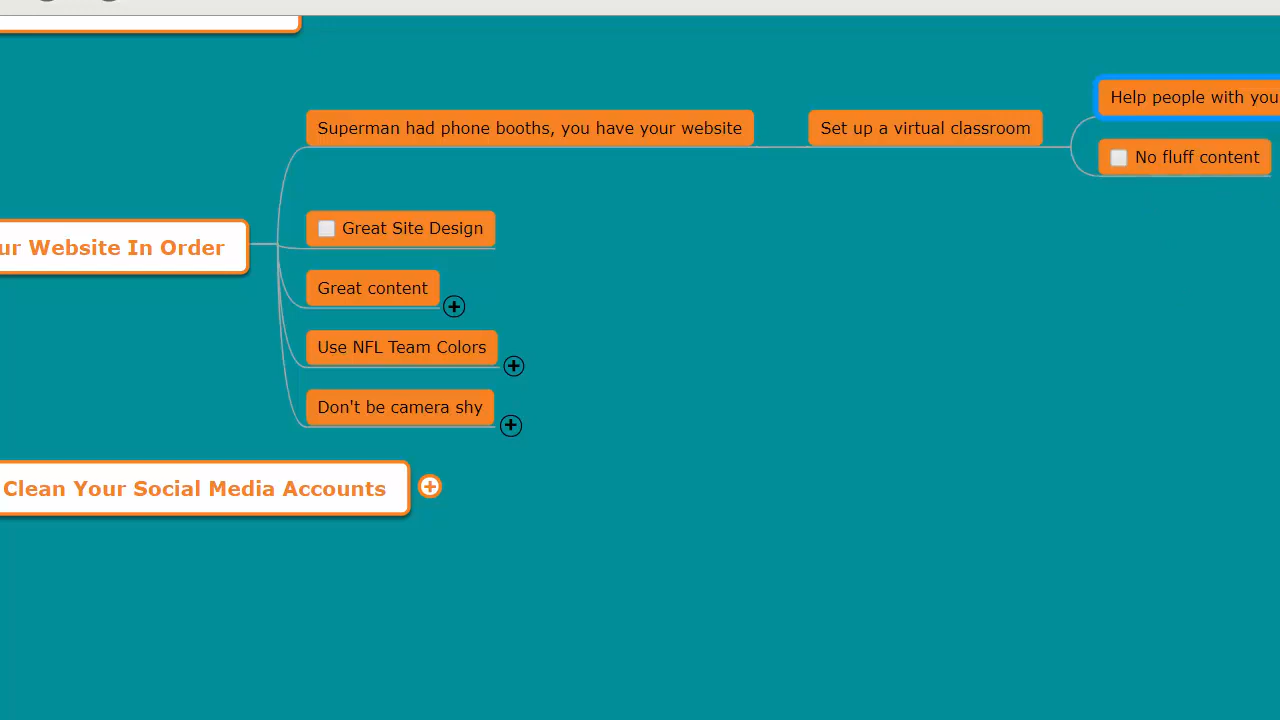 Help people with you
Superman had phone booths, you have your website
Set up a virtual classroom
No fluff content
Great Site Design
ur Website In Order
Great content
Use NFL Team Colors
Don't be camera shy
Clean Your Social Media Accounts